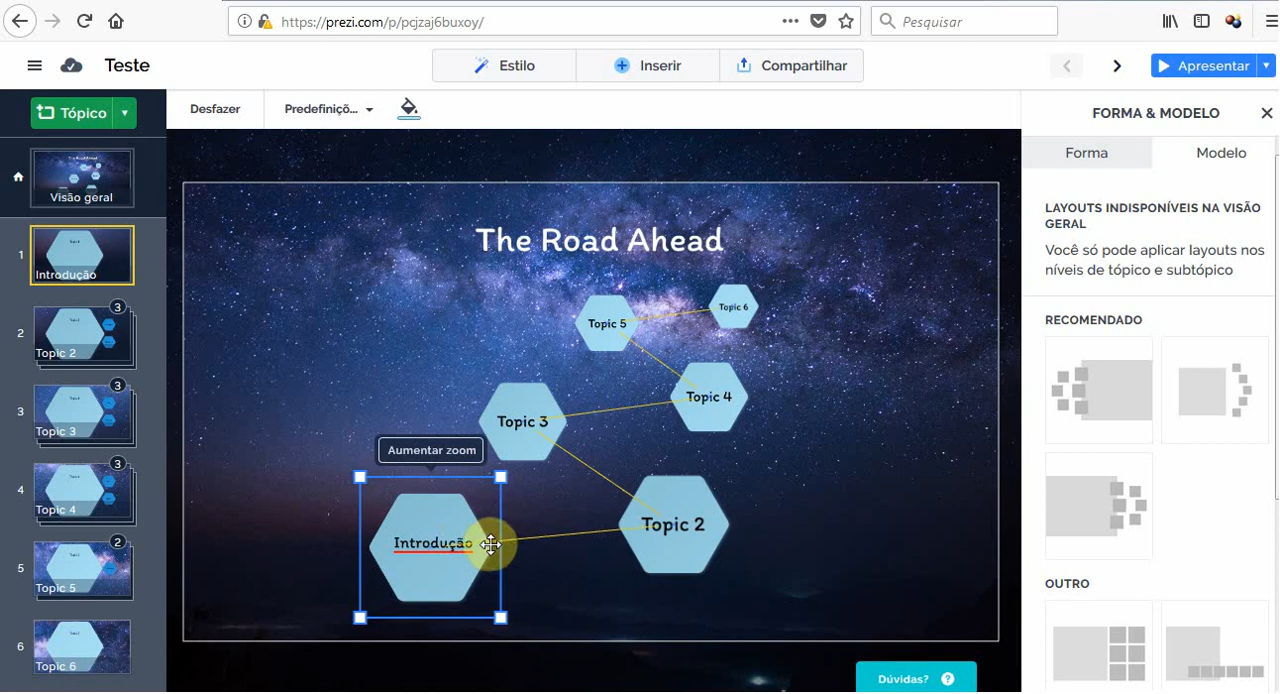 https://prezi.com/p/pcjzaj6buxoy/
Pesquisar
Teste
Estilo
Inserir
Compartilhar
Apresentar
Tópico
Desfazer
Predefiniçõ...
FORMA & MODELO
Forma
Modelo
LAYOUTS INDISPONÍVEIS NA VISÃO
GERAL
Você só pode aplicar layouts nos
níveis de tópico e subtópico
RECOMENDADO
OUTRO
Visão geral
1
Introdução
2
3
Topic 2
3
3
Topic 3
4
3
Topic 4
5
2
Topic 5
6
Topic 6
The Road Ahead
Topic 6
Topic 5
Topic 4
Topic 3
Aumentar zoom
Topic 2
Introdução
Dúvidas?
?